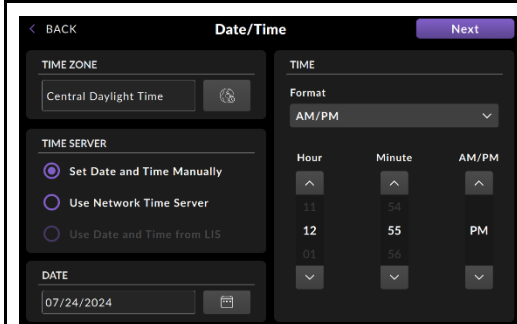 BACK
Date/Time
Next
TIME ZONE
Central Daylight Time
TIME SERVER
Set Date and Time Manually
Use Network Time Server
Use Date and Time from LIS
DATE
07/24/2024
TIME
Format
AM/PM
Hour Minute AM/PM
11 54
12 55 PM
01 56